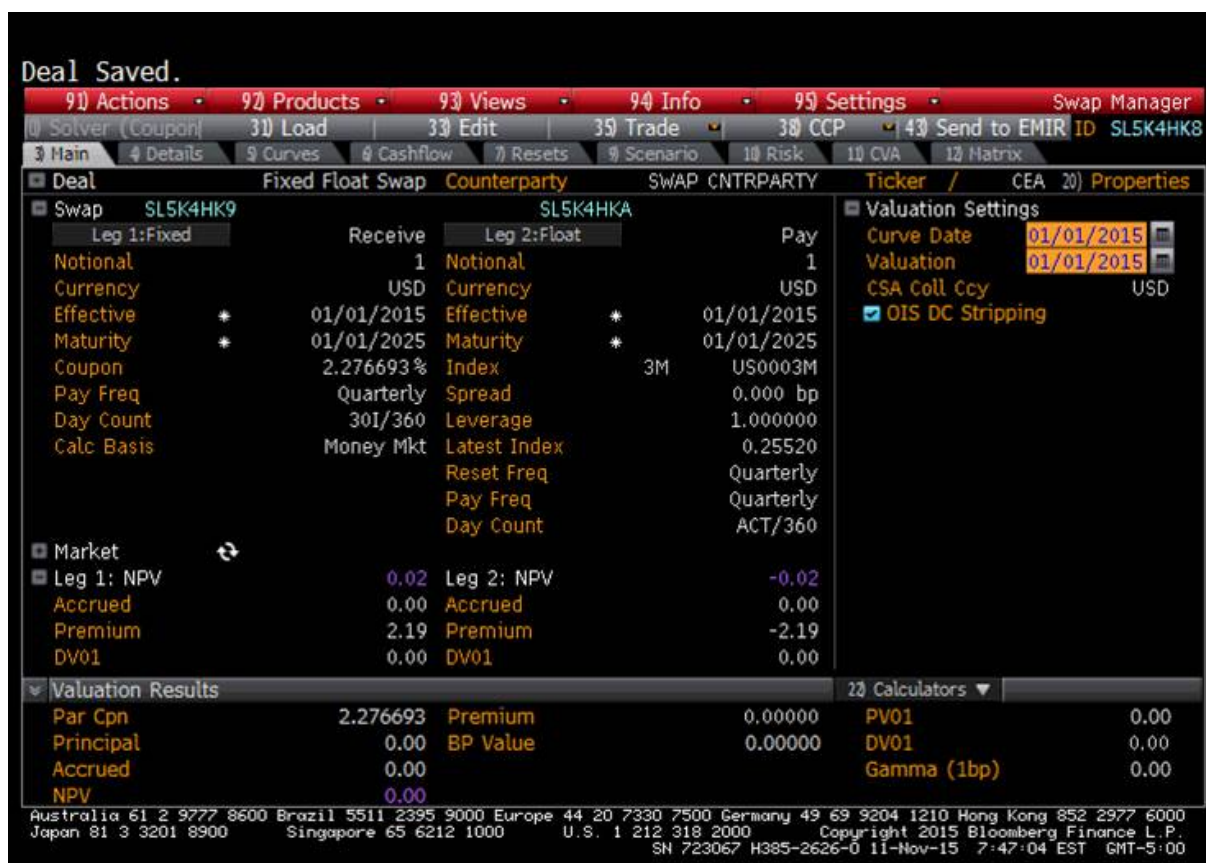 Deal Saved.
91) Actions 92) Products 93) Views 94) Info 95) Settings Swap Manager
Solver (Coupon) 31) Load 33) Edit 35) Trade 38) CCP 43) Send to EMIR ID SL5K4HK8
3) Main 4) Details 5) Curves 6) Cashflow 7) Resets 9) Scenario 10) Risk 11) CVA 12) Matrix
Deal Fixed Float Swap Counterparty SWAP CNTRPARTY Ticker / CEA 20) Properties
Swap SL5K4HK9 SL5K4HKA Valuation Settings
Leg 1:Fixed Receive Leg 2:Float Pay Curve Date 01/01/2015
Notional 1 Notional 1 Valuation 01/01/2015
Currency USD Currency USD CSA Coll Ccy USD
Effective 01/01/2015 Effective 01/01/2015 OIS DC Stripping
Maturity 01/01/2025 Maturity 01/01/2025
Coupon 2.276693 % Index 3M US0003M
Pay Freq Quarterly Spread 0.000 bp
Day Count 30I/360 Leverage 1.000000
Calc Basis Money Mkt Latest Index 0.25520
Reset Freq Quarterly
Pay Freq Quarterly
Day Count ACT/360
Market
Leg 1: NPV 0.02 Leg 2: NPV -0.02
Accrued 0.00 Accrued 0.00
Premium 2.19 Premium -2.19
DV01 0.00 DV01 0.00
Valuation Results 22) Calculators
Par Cpn 2.276693 Premium 0.00000 PV01 0.00
Principal 0.00 BP Value 0.00000 DV01 0.00
Accrued 0.00 Gamma (1bp) 0.00
NPV 0.00
Australia 61 2 9777 8600 Brazil 5511 2395 9000 Europe 44 20 7330 7500 Germany 49 69 9204 1210 Hong Kong 852 2977 6000
Japan 81 3 3201 8900 Singapore 65 6212 1000 U.S. 1 212 318 2000 Copyright 2015 Bloomberg Finance L.P.
SN 723067 H385-2626-0 11-Nov-15 7:47:04 EST GMT-5:00